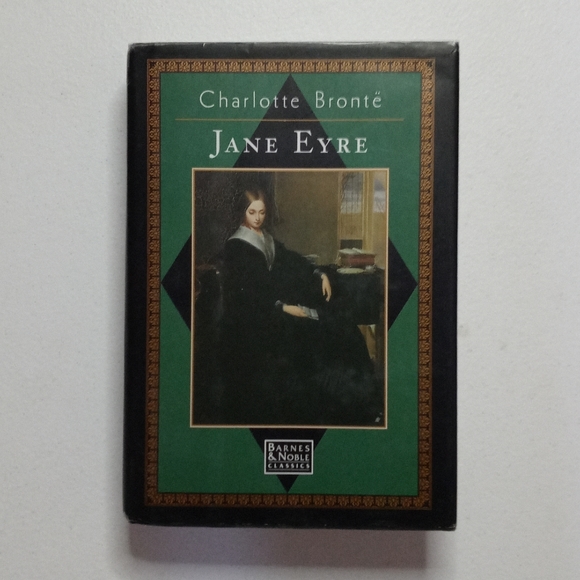 Charlotte Brontë
JANE EYRE
BARNES
& NOBLE
CLASSICS